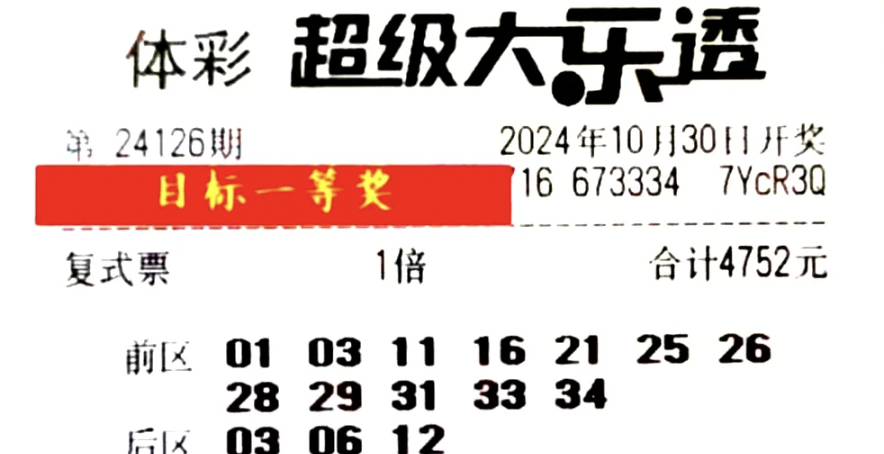 体彩 超级大乐透
第 24126期 2024年10月30日开奖
目标一等奖 16 673334 7YcR3Q
复式票 1倍 合计4752元
前区 01 03 11 16 21 25 26
28 29 31 33 34
后区 03 06 12